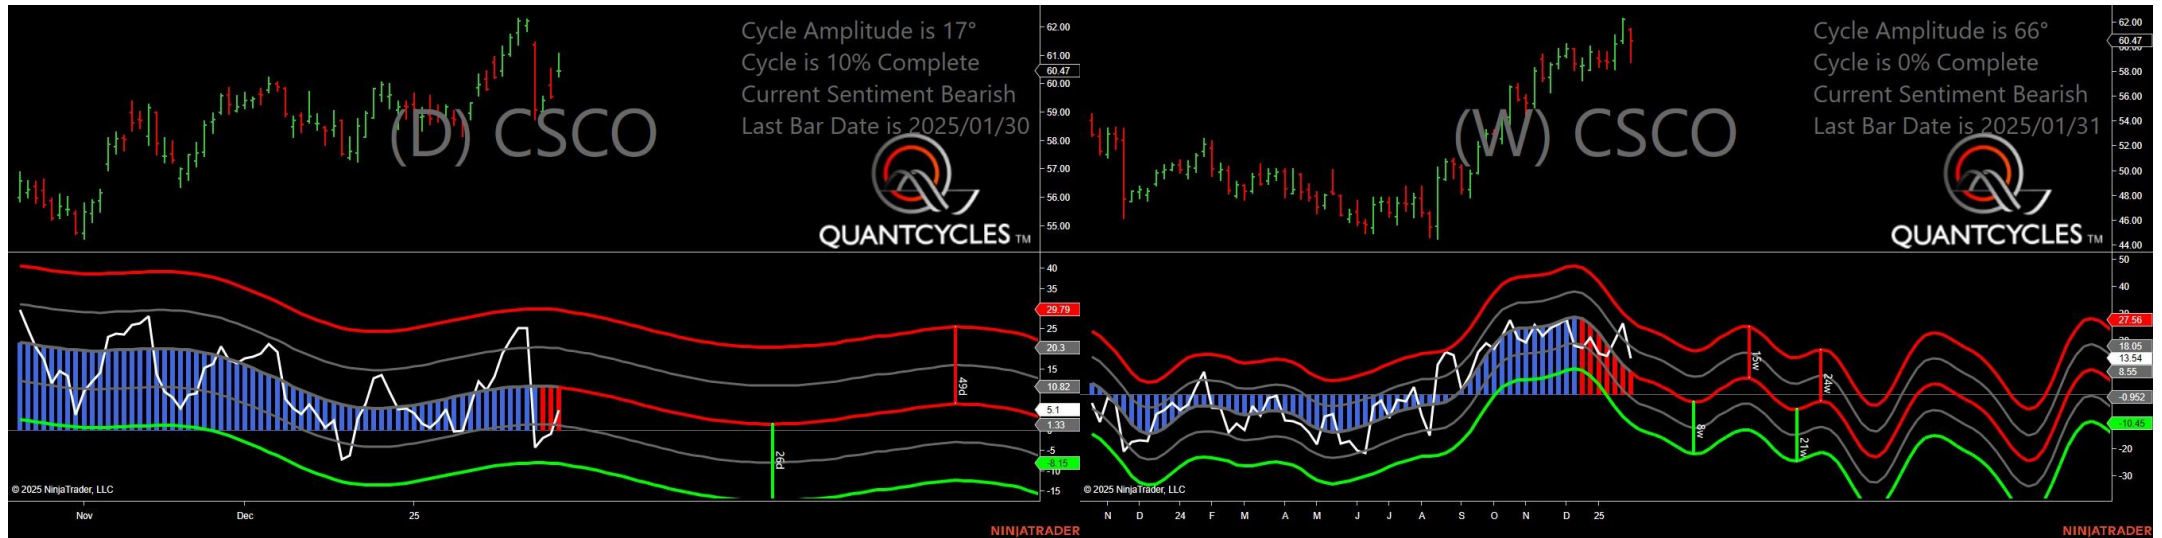 Cycle Amplitude is 17°
Cycle is 10% Complete
Current Sentiment Bearish
Last Bar Date is 2025/01/30
(D) CSCO
QUANTCYCLES TM
62.00
61.00
60.47
60.00
59.00
58.00
57.00
56.00
55.00
40
35
29.79
25
20.3
15
10.82
5.1
1.33
-5
-8.15
-10
-15
49d
26d
© 2025 NinjaTrader, LLC
Nov
Dec
25
NINJATRADER
Cycle Amplitude is 66°
Cycle is 0% Complete
Current Sentiment Bearish
Last Bar Date is 2025/01/31
(W) CSCO
QUANTCYCLES TM
62.00
60.47
60.00
58.00
56.00
54.00
52.00
50.00
48.00
46.00
44.00
50
40
27.56
18.05
13.54
8.55
-0.952
-10.45
-20
-30
15w
24w
8w
21w
© 2025 NinjaTrader, LLC
N D 24 F M A M J J A S O N D 25
NINJATRADER